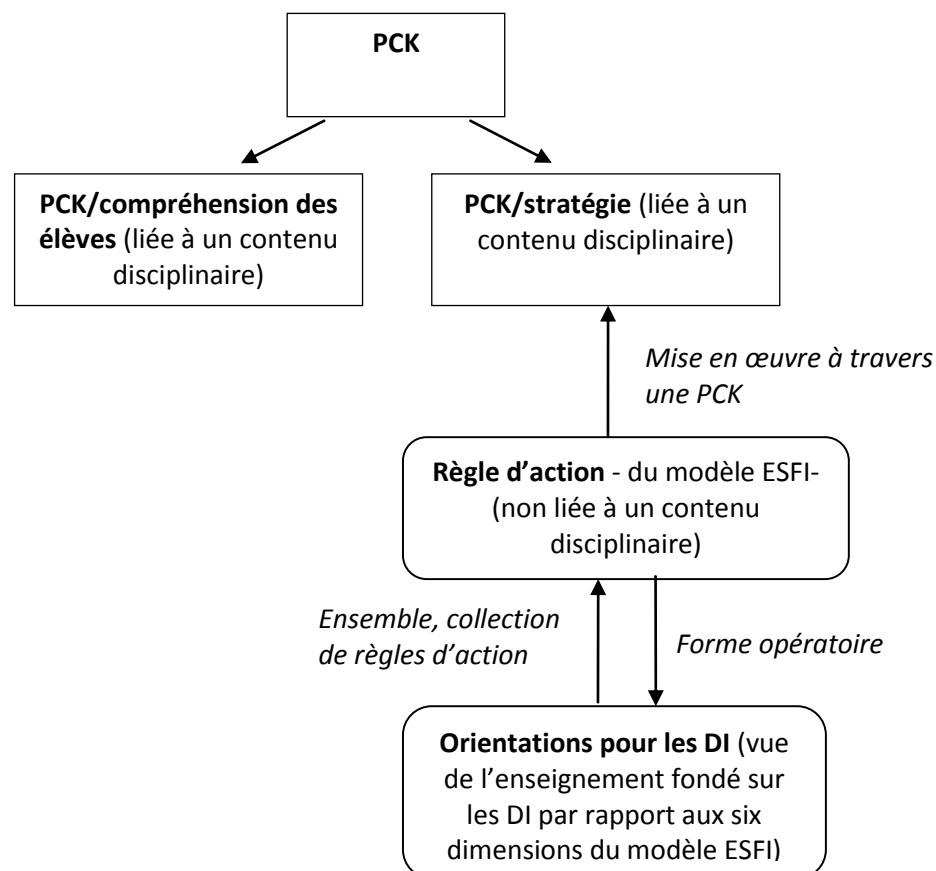 PCK
PCK/compréhension des
élèves (liée à un contenu
disciplinaire)
PCK/stratégie (liée à un
contenu disciplinaire)
Mise en œuvre à travers
une PCK
Règle d’action - du modèle ESFI-
(non liée à un contenu
disciplinaire)
Ensemble, collection
de règles d’action
Forme opératoire
Orientations pour les DI (vue
de l’enseignement fondé sur
les DI par rapport aux six
dimensions du modèle ESFI)